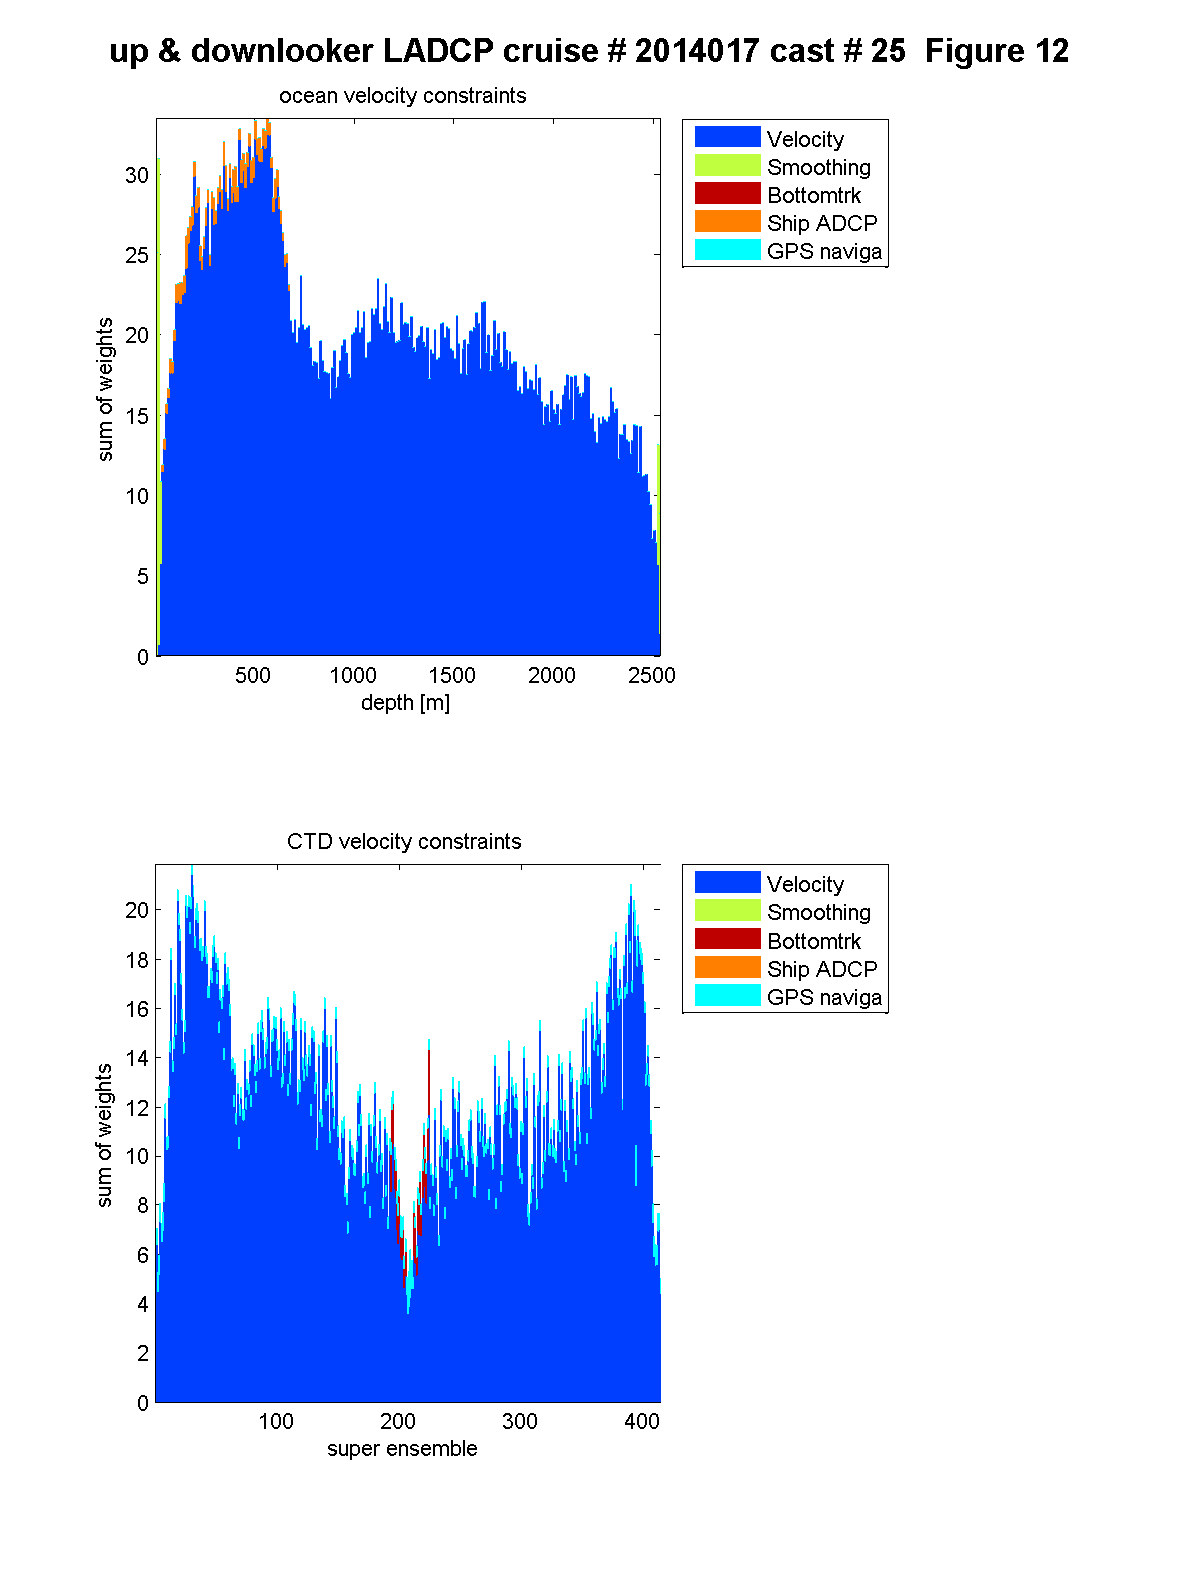 up & downlooker LADCP cruise # 2014017 cast # 25  Figure 12
ocean velocity constraints
30
25
20
15
10
5
0
sum of weights
500 1000 1500 2000 2500
depth [m]
Velocity
Smoothing
Bottomtrk
Ship ADCP
GPS naviga
CTD velocity constraints
20
18
16
14
12
10
8
6
4
2
0
sum of weights
100 200 300 400
super ensemble
Velocity
Smoothing
Bottomtrk
Ship ADCP
GPS naviga